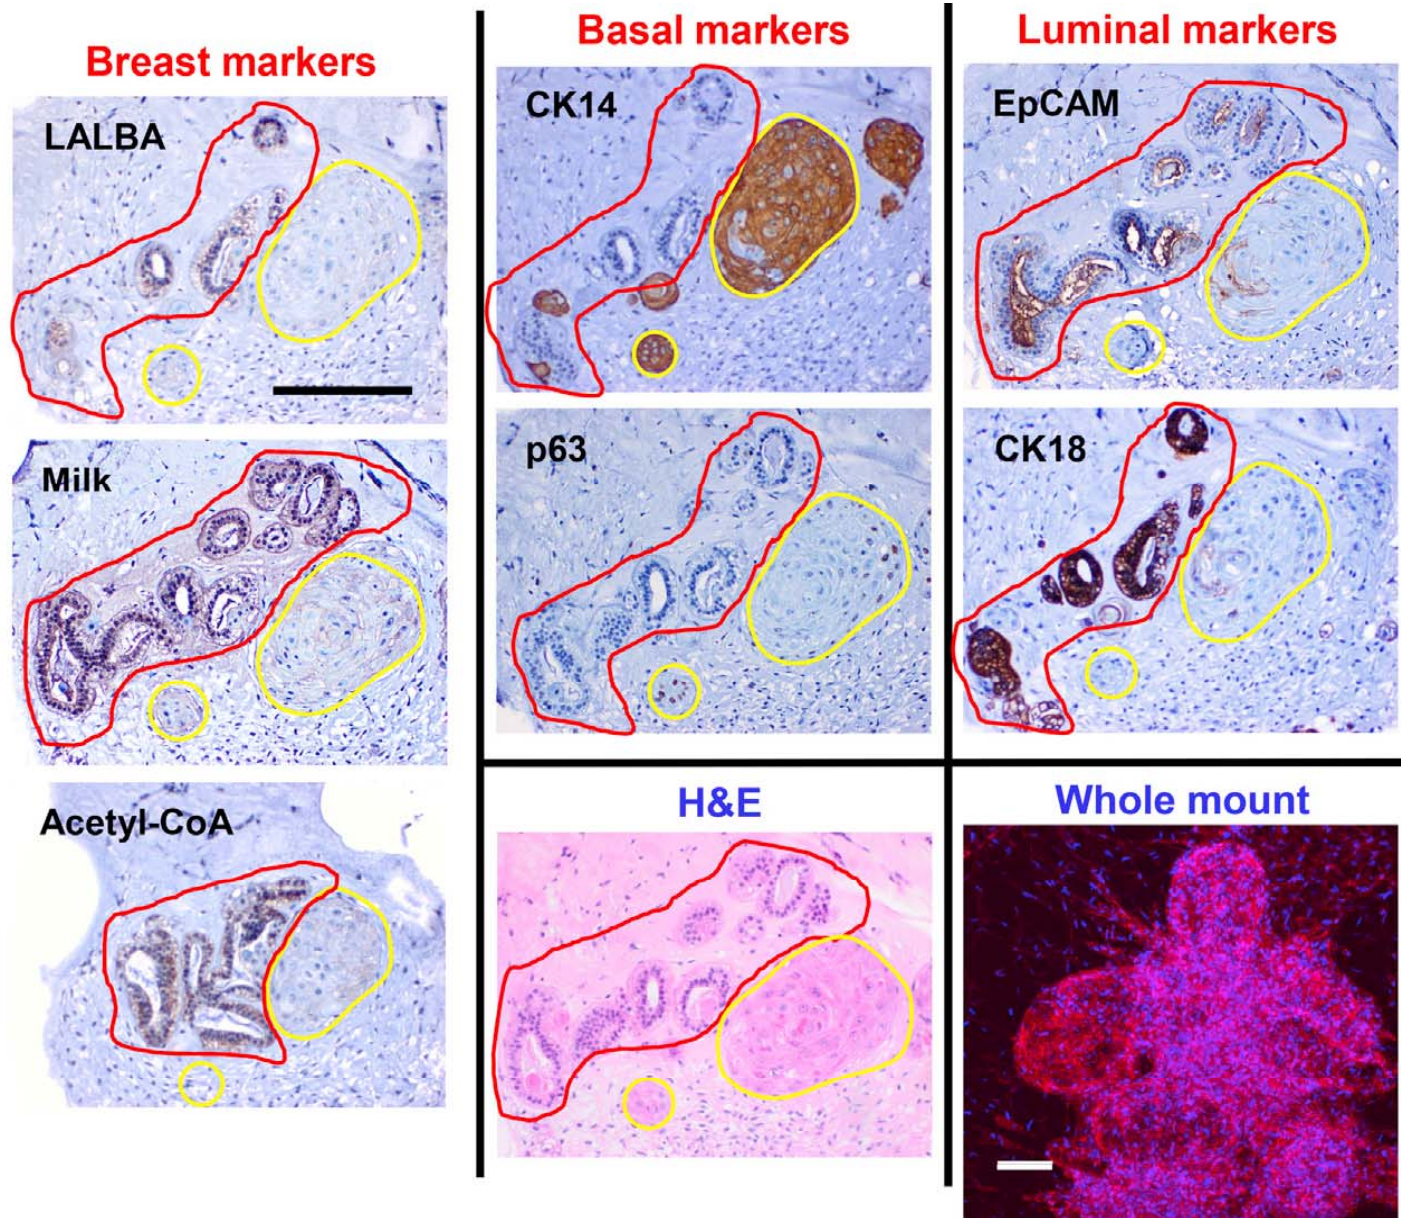 Breast markers
LALBA
Milk
Acetyl-CoA
Basal markers
CK14
p63
Luminal markers
EpCAM
CK18
H&E
Whole mount